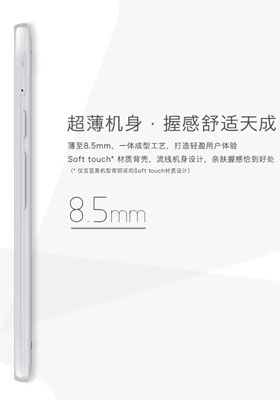 超薄机身 · 握感舒适天成
薄至8.5mm，一体成型工艺，打造轻盈用户体验
Soft touch* 材质背壳、流线机身设计，亲肤握感恰到好处
（* 仅宝蓝黑机型背部采用Soft touch材质设计）
8.5mm